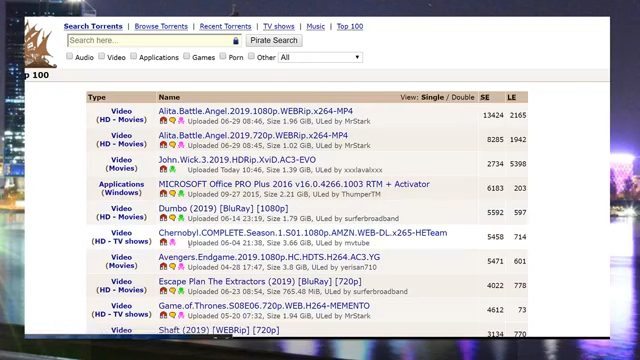 Search Torrents | Browse Torrents | Recent Torrents | TV shows | Music | Top 100
Search here... Pirate Search
Audio Video Applications Games Porn Other All
p 100
Type Name View: Single / Double SE LE
Video (HD - Movies) Alita.Battle.Angel.2019.1080p.WEBRip.x264-MP4 13424 2165
Uploaded 06-29 08:46, Size 1.96 GiB, ULed by MrStark
Video (HD - Movies) Alita.Battle.Angel.2019.720p.WEBRip.x264-MP4 8285 1942
Uploaded 06-29 08:45, Size 1.02 GiB, ULed by MrStark
Video (Movies) John.Wick.3.2019.HDRip.XviD.AC3-EVO 2734 5398
Uploaded Today 10:46, Size 1.39 GiB, ULed by xxxlavalxxx
Applications (Windows) MICROSOFT Office PRO Plus 2016 v16.0.4266.1003 RTM + Activator 6183 203
Uploaded 09-27 2015, Size 2.21 GiB, ULed by ThumperTM
Video (HD - Movies) Dumbo (2019) [BluRay] [1080p] 5592 597
Uploaded 06-14 23:19, Size 1.79 GiB, ULed by surferbroadband
Video (HD - TV shows) Chernobyl.COMPLETE.Season.1.S01.1080p.AMZN.WEB-DL.x265-HETeam 5458 714
Uploaded 06-04 21:38, Size 3.66 GiB, ULed by mvtube
Video (Movies) Avengers.Endgame.2019.1080p.HC.HDTS.H264.AC3.YG 5471 601
Uploaded 04-28 17:47, Size 3.8 GiB, ULed by yerisan710
Video (HD - Movies) Escape Plan The Extractors (2019) [BluRay] [720p] 4022 778
Uploaded 06-23 08:54, Size 765.48 MiB, ULed by surferbroadband
Video (HD - TV shows) Game.of.Thrones.S08E06.720p.WEB.H264-MEMENTO 4612 73
Uploaded 05-20 07:32, Size 1.94 GiB, ULed by MrStark
Video Shaft (2019) [WEBRip] [720p] 3134 770